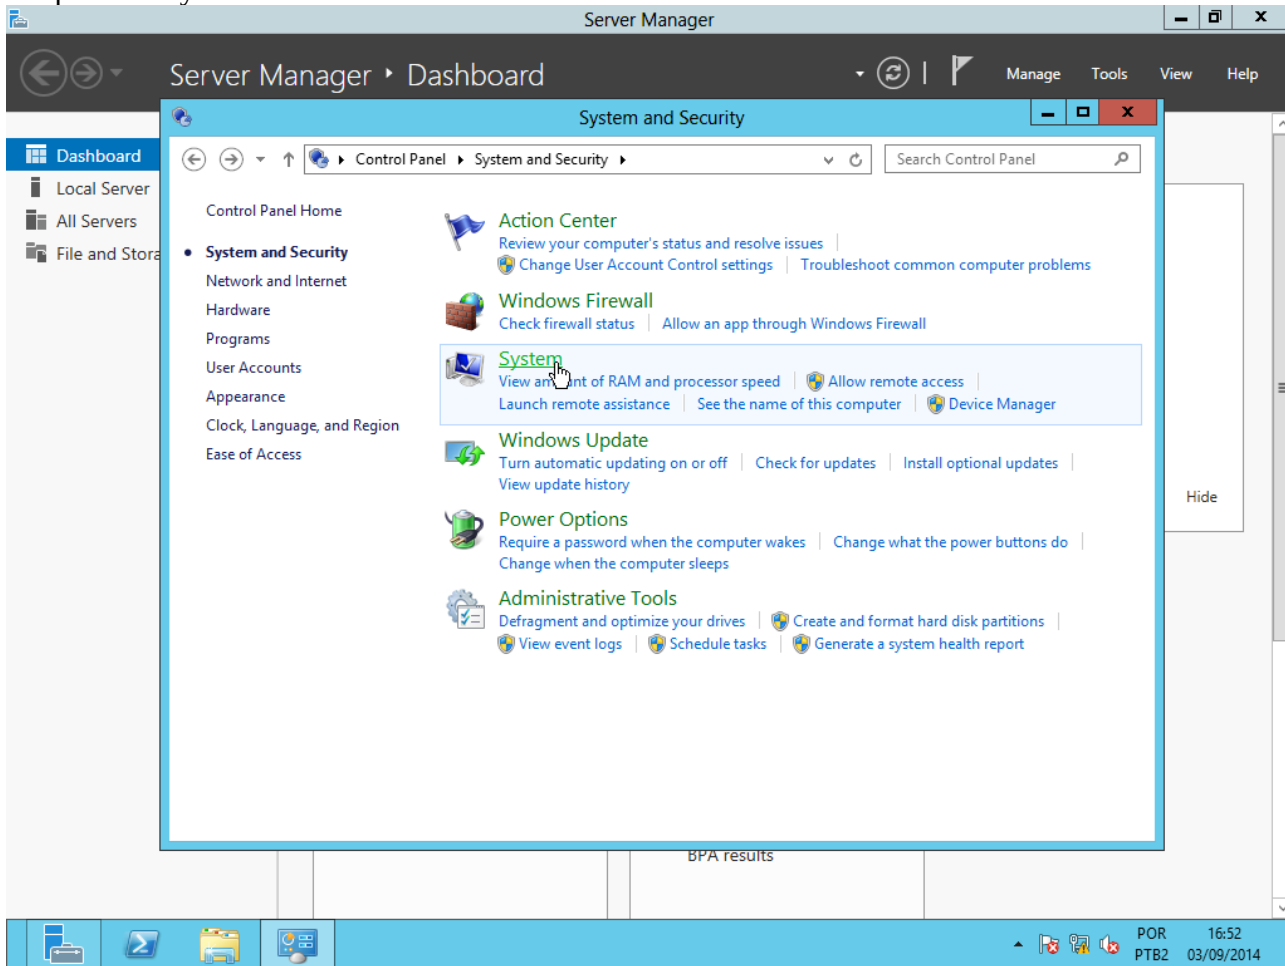 Server Manager
Server Manager Dashboard
Manage Tools View Help
System and Security
Dashboard
Local Server
All Servers
File and Stora
Control Panel System and Security
Search Control Panel
Control Panel Home
System and Security
Network and Internet
Hardware
Programs
User Accounts
Appearance
Clock, Language, and Region
Ease of Access
Action Center
Review your computer's status and resolve issues
Change User Account Control settings Troubleshoot common computer problems
Windows Firewall
Check firewall status Allow an app through Windows Firewall
System
View amount of RAM and processor speed Allow remote access
Launch remote assistance See the name of this computer Device Manager
Windows Update
Turn automatic updating on or off Check for updates Install optional updates
View update history
Power Options
Require a password when the computer wakes Change what the power buttons do
Change when the computer sleeps
Administrative Tools
Defragment and optimize your drives Create and format hard disk partitions
View event logs Schedule tasks Generate a system health report
Hide
BPA results
POR 16:52
PTB2 03/09/2014